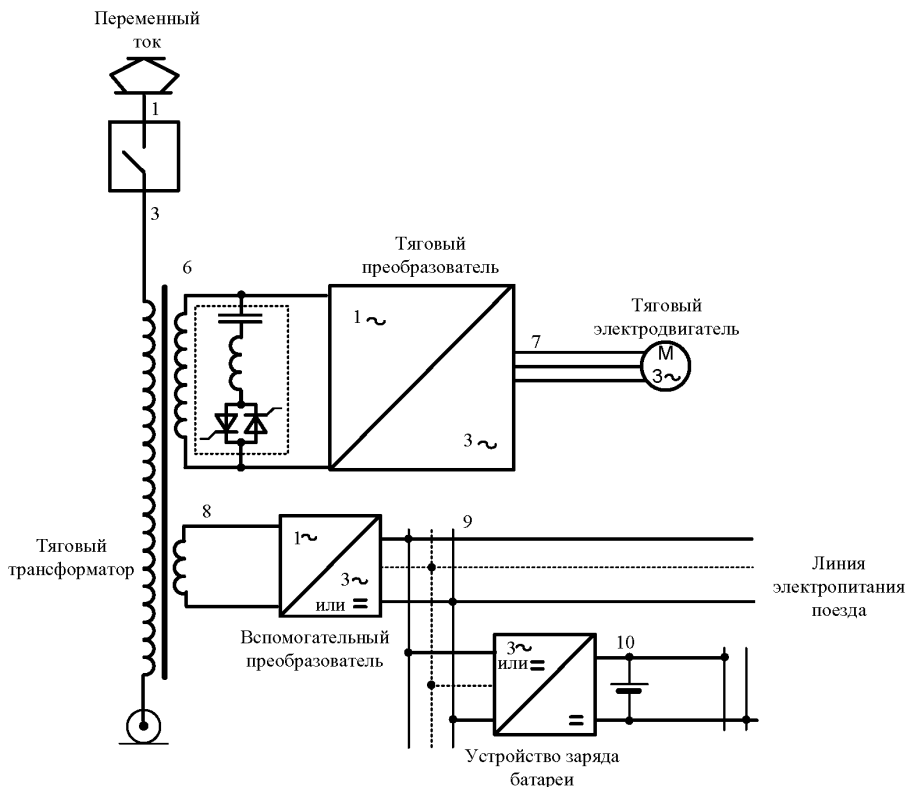 Переменный
ток
1
3
6
Тяговый
преобразователь
1 ~
3 ~
7
Тяговый
электродвигатель
M
3~
Тяговый
трансформатор
8
1~
3~
или =
Вспомогательный
преобразователь
9
Линия
электропитания
поезда
3~
или =
=
10
Устройство заряда
батареи